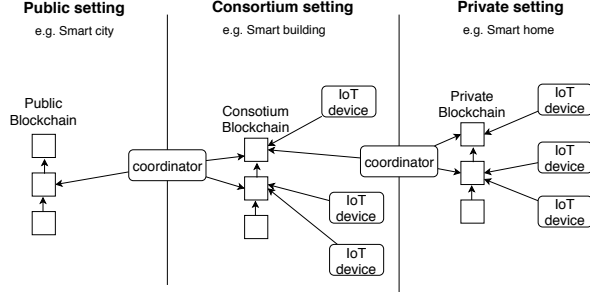 Public setting
e.g. Smart city
Public
Blockchain
coordinator
Consortium setting
e.g. Smart building
IoT
device
Consotium
Blockchain
IoT
device
IoT
device
coordinator
Private setting
e.g. Smart home
Private
Blockchain
IoT
device
IoT
device
IoT
device